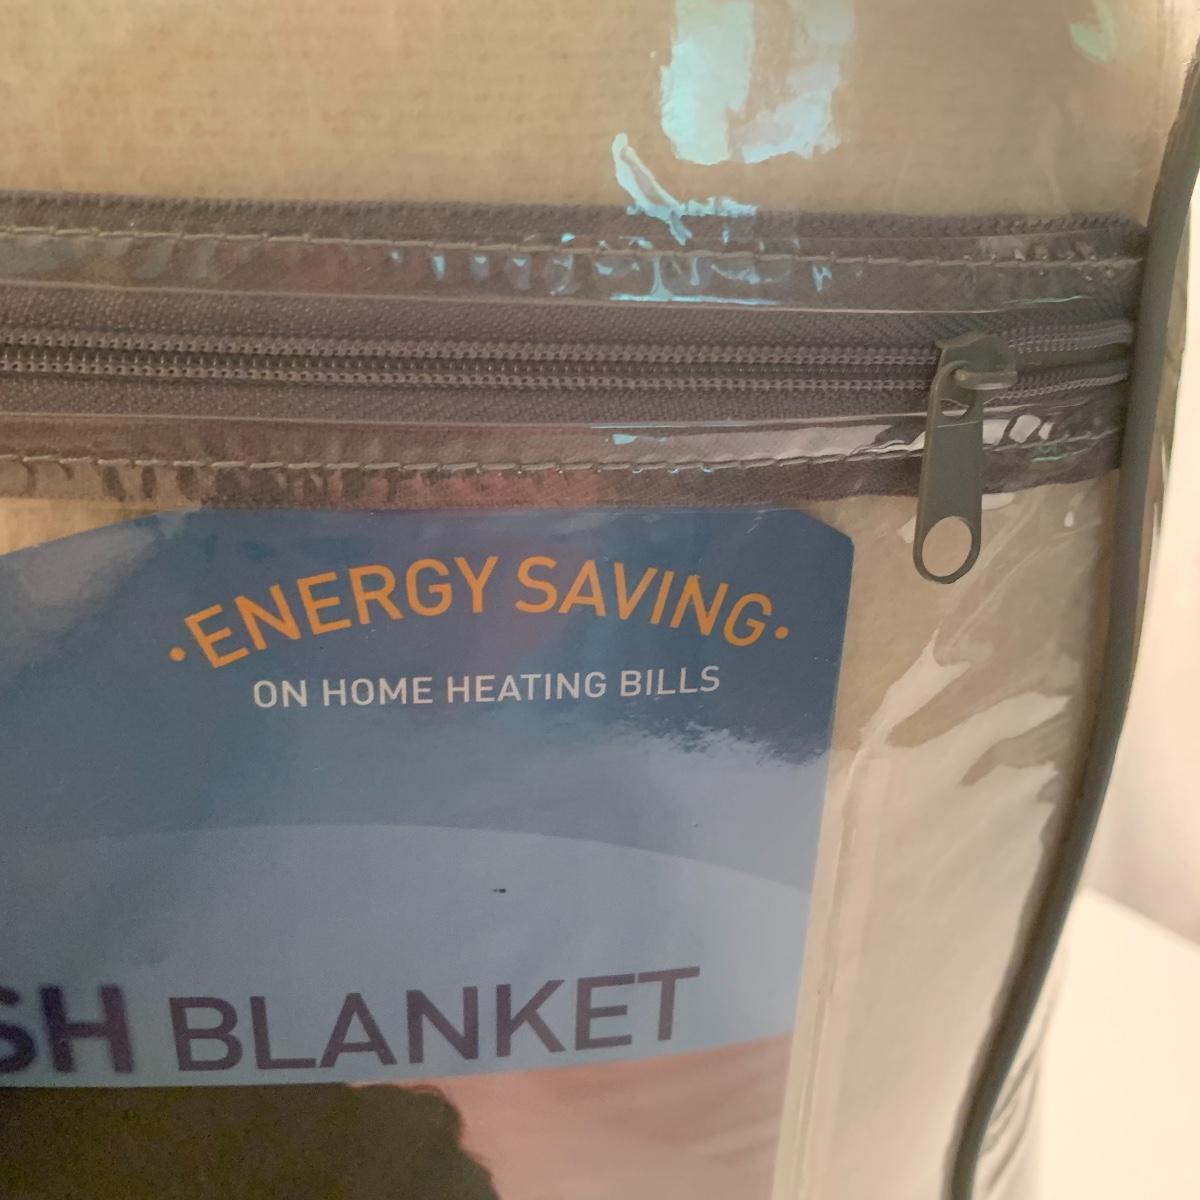 ·ENERGY SAVING·
ON HOME HEATING BILLS
SH BLANKET